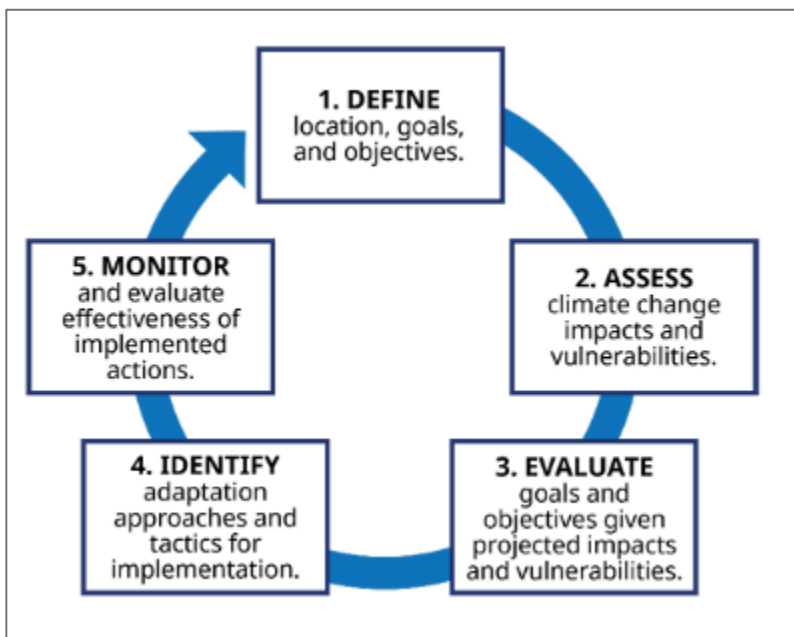 1. DEFINE
location, goals,
and objectives.
2. ASSESS
climate change
impacts and
vulnerabilities.
3. EVALUATE
goals and
objectives given
projected impacts
and vulnerabilities.
4. IDENTIFY
adaptation
approaches and
tactics for
implementation.
5. MONITOR
and evaluate
effectiveness of
implemented
actions.